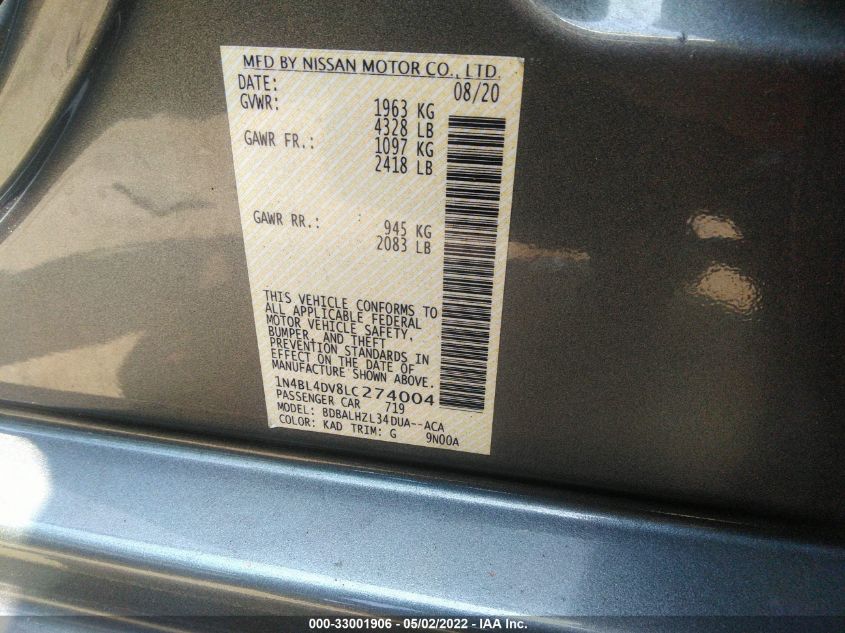 MFD BY NISSAN MOTOR CO., LTD.
DATE: 08/20
GVWR: 1963 KG
4328 LB
GAWR FR.: 1097 KG
2418 LB
GAWR RR.: 945 KG
2083 LB
THIS VEHICLE CONFORMS TO
ALL APPLICABLE FEDERAL
MOTOR VEHICLE SAFETY,
BUMPER, AND THEFT
PREVENTION STANDARDS IN
EFFECT ON THE DATE OF
MANUFACTURE SHOWN ABOVE.
1N4BL4DV8LC274004
PASSENGER CAR 719
MODEL: BDBALHZL34DUA--ACA
COLOR: KAD TRIM: G 9N00A
000-33001906 - 05/02/2022 - IAA Inc.